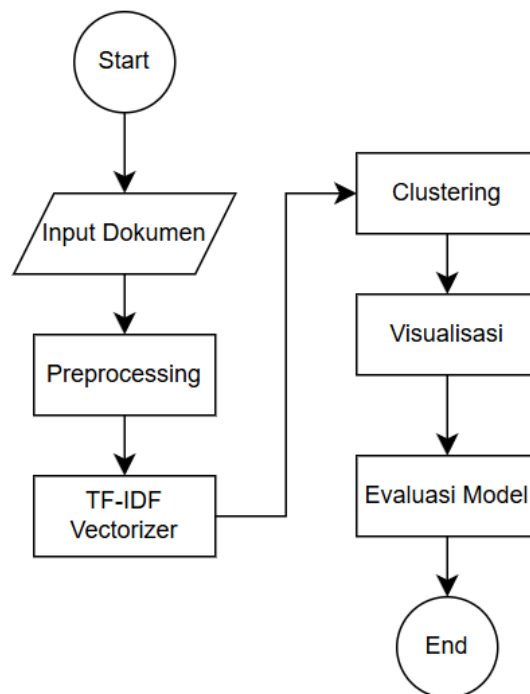 Start
Input Dokumen
Preprocessing
TF-IDF
Vectorizer
Clustering
Visualisasi
Evaluasi Model
End